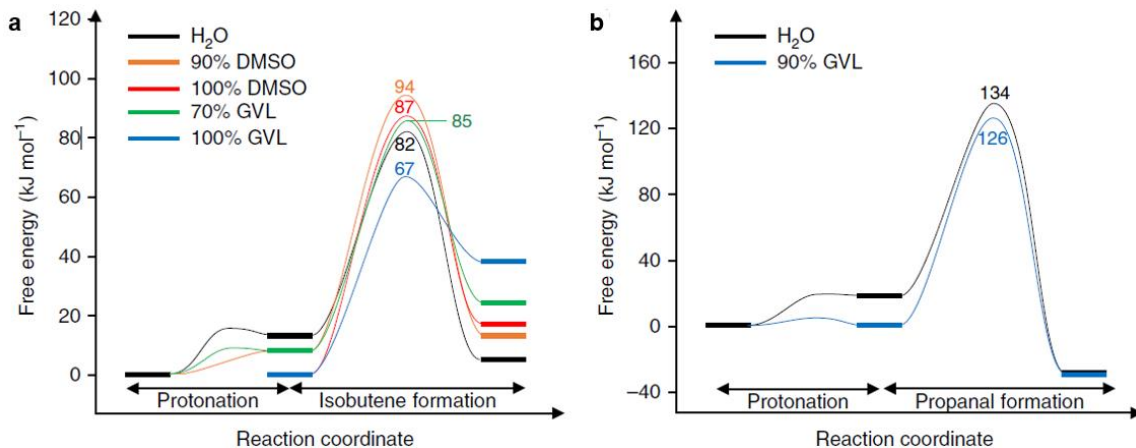 a
120
100
80
60
40
20
0
Free energy (kJ mol⁻¹)
H₂O
90% DMSO
100% DMSO
70% GVL
100% GVL
94
87
85
82
67
Protonation
Isobutene formation
Reaction coordinate
b
160
120
80
40
0
−40
Free energy (kJ mol⁻¹)
H₂O
90% GVL
134
126
Protonation
Propanal formation
Reaction coordinate